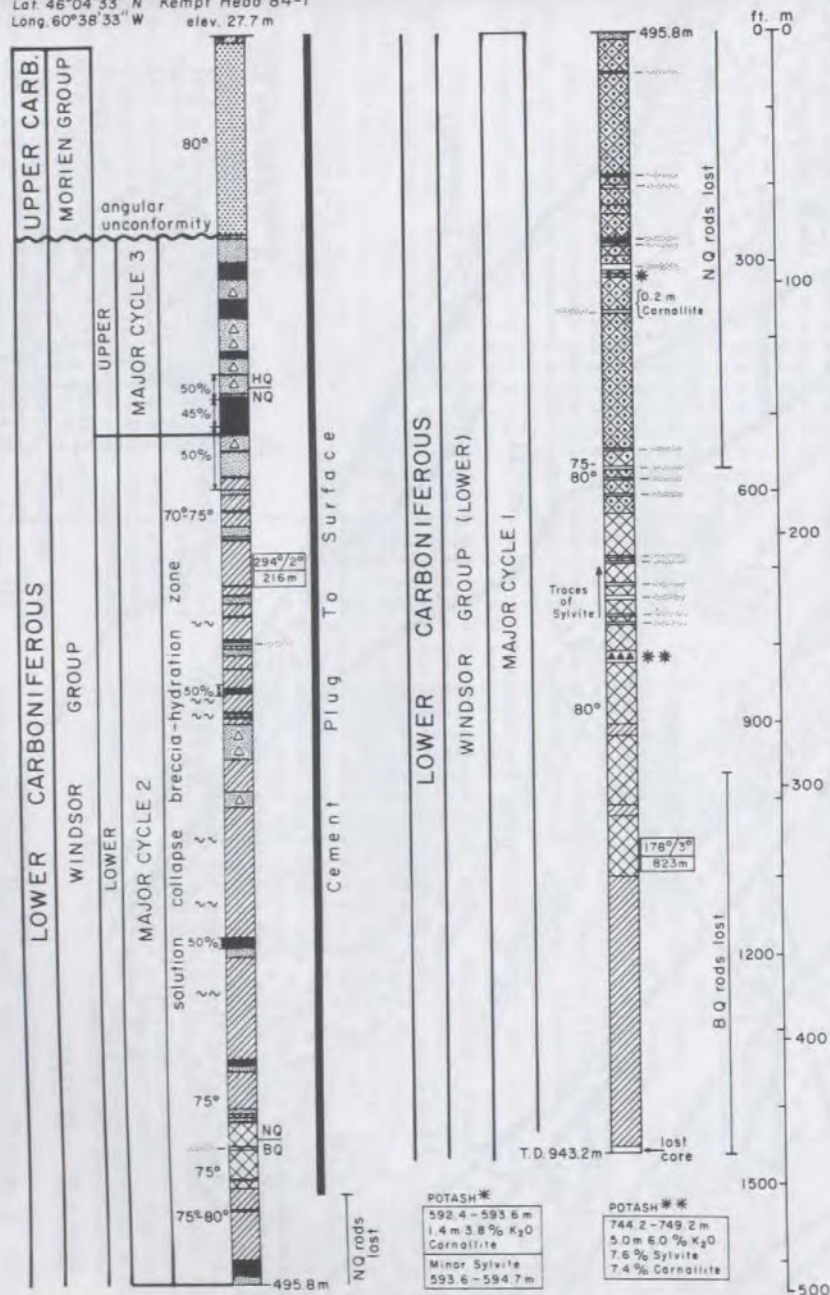 Lat. 46°04'33" N Kempt Head 84-1
Long. 60°38'33" W elev. 27.7 m
UPPER CARB.
MORIEN GROUP
80°
angular
unconformity
LOWER CARBONIFEROUS
WINDSOR GROUP
UPPER
MAJOR CYCLE 3
50%
HQ
NQ
45%
50%
LOWER
MAJOR CYCLE 2
solution collapse breccia-hydration zone
70°-75°
294°/2°
216m
50%
50%
75°
NQ
BQ
75°
75°-80°
495.8m
Cement Plug To Surface
NQ rods
lost
LOWER CARBONIFEROUS
WINDSOR GROUP (LOWER)
MAJOR CYCLE 1
495.8m
NQ rods lost
*
0.2 m
Carnallite
75-
80°
Traces
of
Sylvite
**
80°
178°/3°
823m
BQ rods lost
T.D. 943.2m
lost
core
POTASH *
592.4-593.6m
1.4m 3.8% K₂O
Carnallite
Minor Sylvite
593.6-594.7m
POTASH **
744.2-749.2m
5.0m 6.0% K₂O
7.6% Sylvite
7.4% Carnallite
ft. m
0 0
300
100
600
200
900
300
1200
400
1500
500